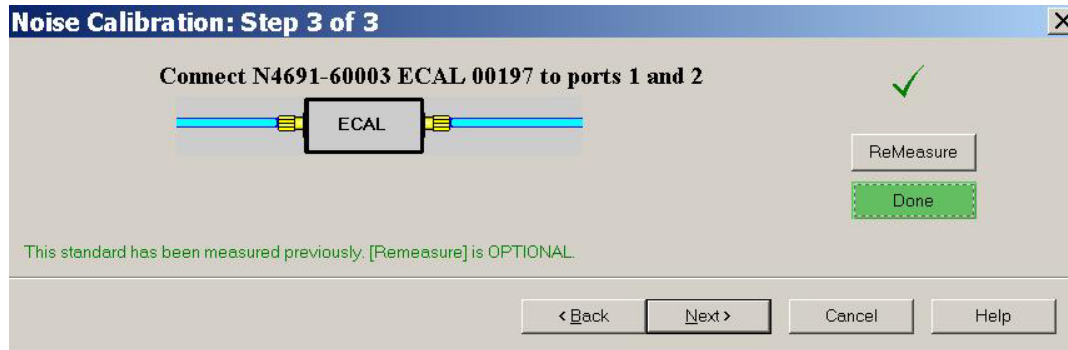 Noise Calibration: Step 3 of 3
Connect N4691-60003 ECAL 00197 to ports 1 and 2
ECAL
ReMeasure
Done
This standard has been measured previously. [Remeasure] is OPTIONAL.
< Back
Next >
Cancel
Help